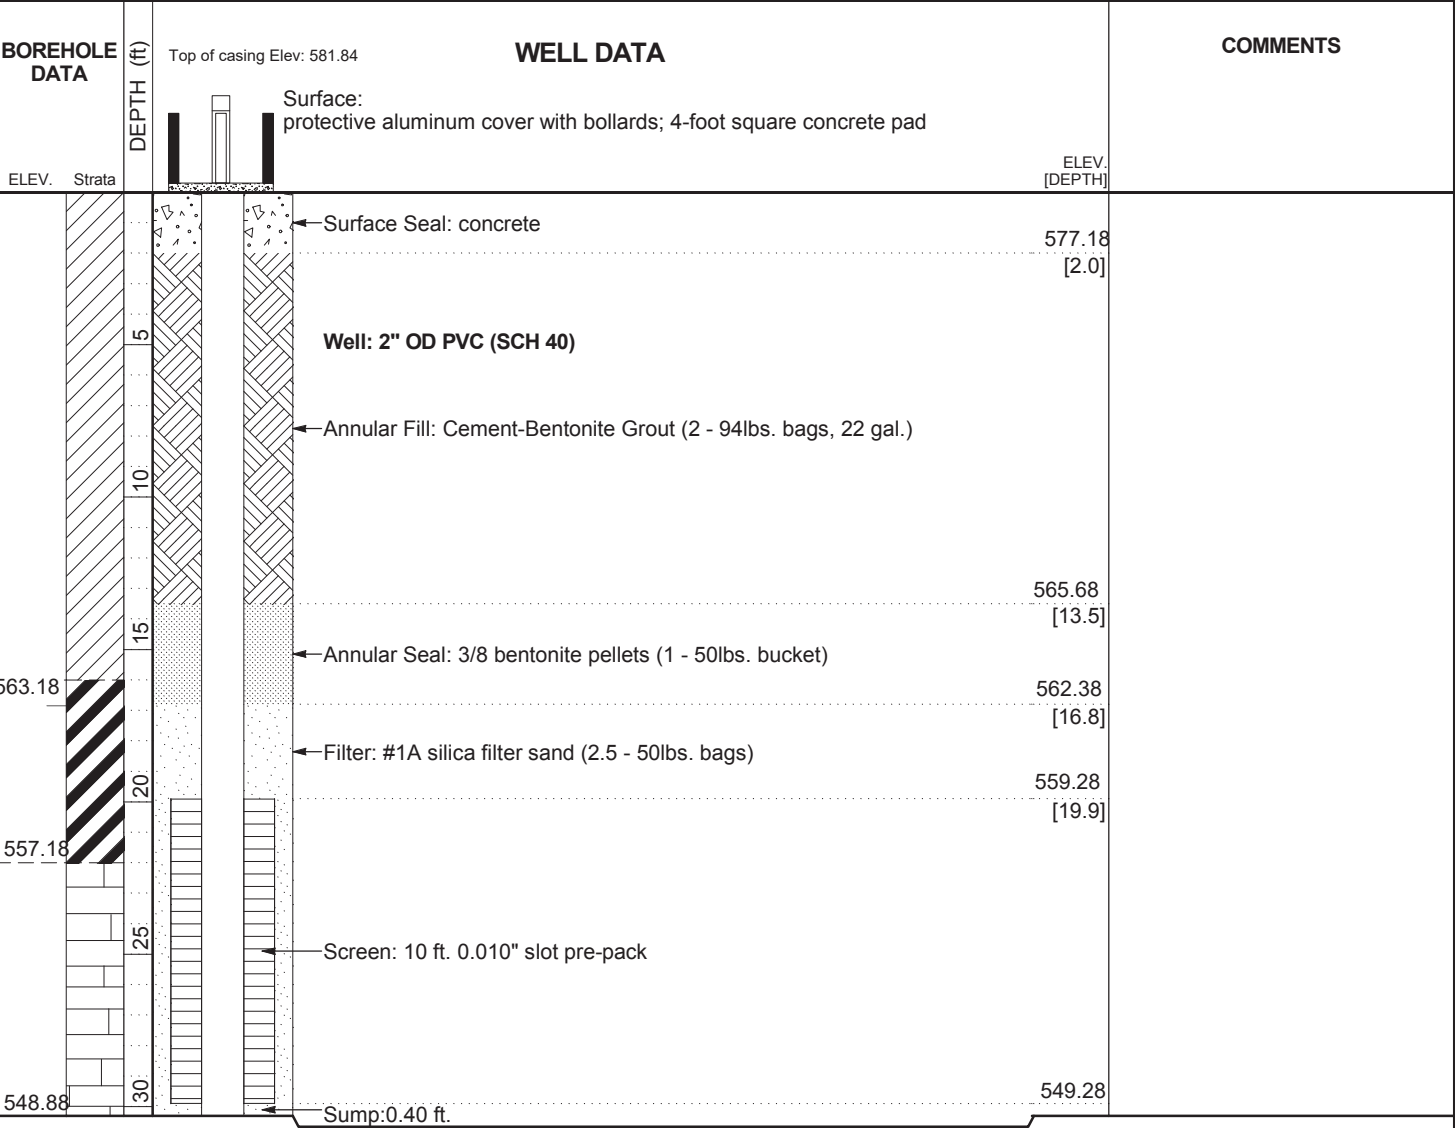 BOREHOLE
DATA
DEPTH (ft)
Top of casing Elev: 581.84
WELL DATA
COMMENTS
Surface:
protective aluminum cover with bollards; 4-foot square concrete pad
ELEV. Strata
ELEV.
[DEPTH]
Surface Seal: concrete
577.18
[2.0]
5
Well: 2" OD PVC (SCH 40)
Annular Fill: Cement-Bentonite Grout (2 - 94lbs. bags, 22 gal.)
10
565.68
[13.5]
15
Annular Seal: 3/8 bentonite pellets (1 - 50lbs. bucket)
563.18
562.38
[16.8]
Filter: #1A silica filter sand (2.5 - 50lbs. bags)
20
559.28
[19.9]
557.18
25
Screen: 10 ft. 0.010" slot pre-pack
30
549.28
548.88
Sump:0.40 ft.